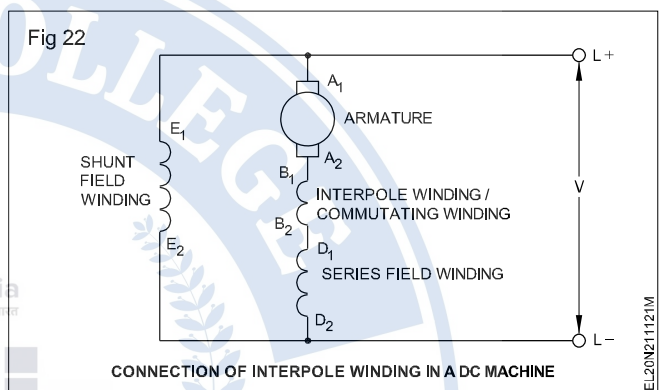 Fig 22
OLLEGE
L+
A1
ARMATURE
E1
A2
SHUNT
FIELD
WINDING
B1
INTERPOLE WINDING /
COMMUTATING WINDING
V
B2
E2
D1
SERIES FIELD WINDING
D2
L-
CONNECTION OF INTERPOLE WINDING IN A DC MACHINE
EL20N211121M